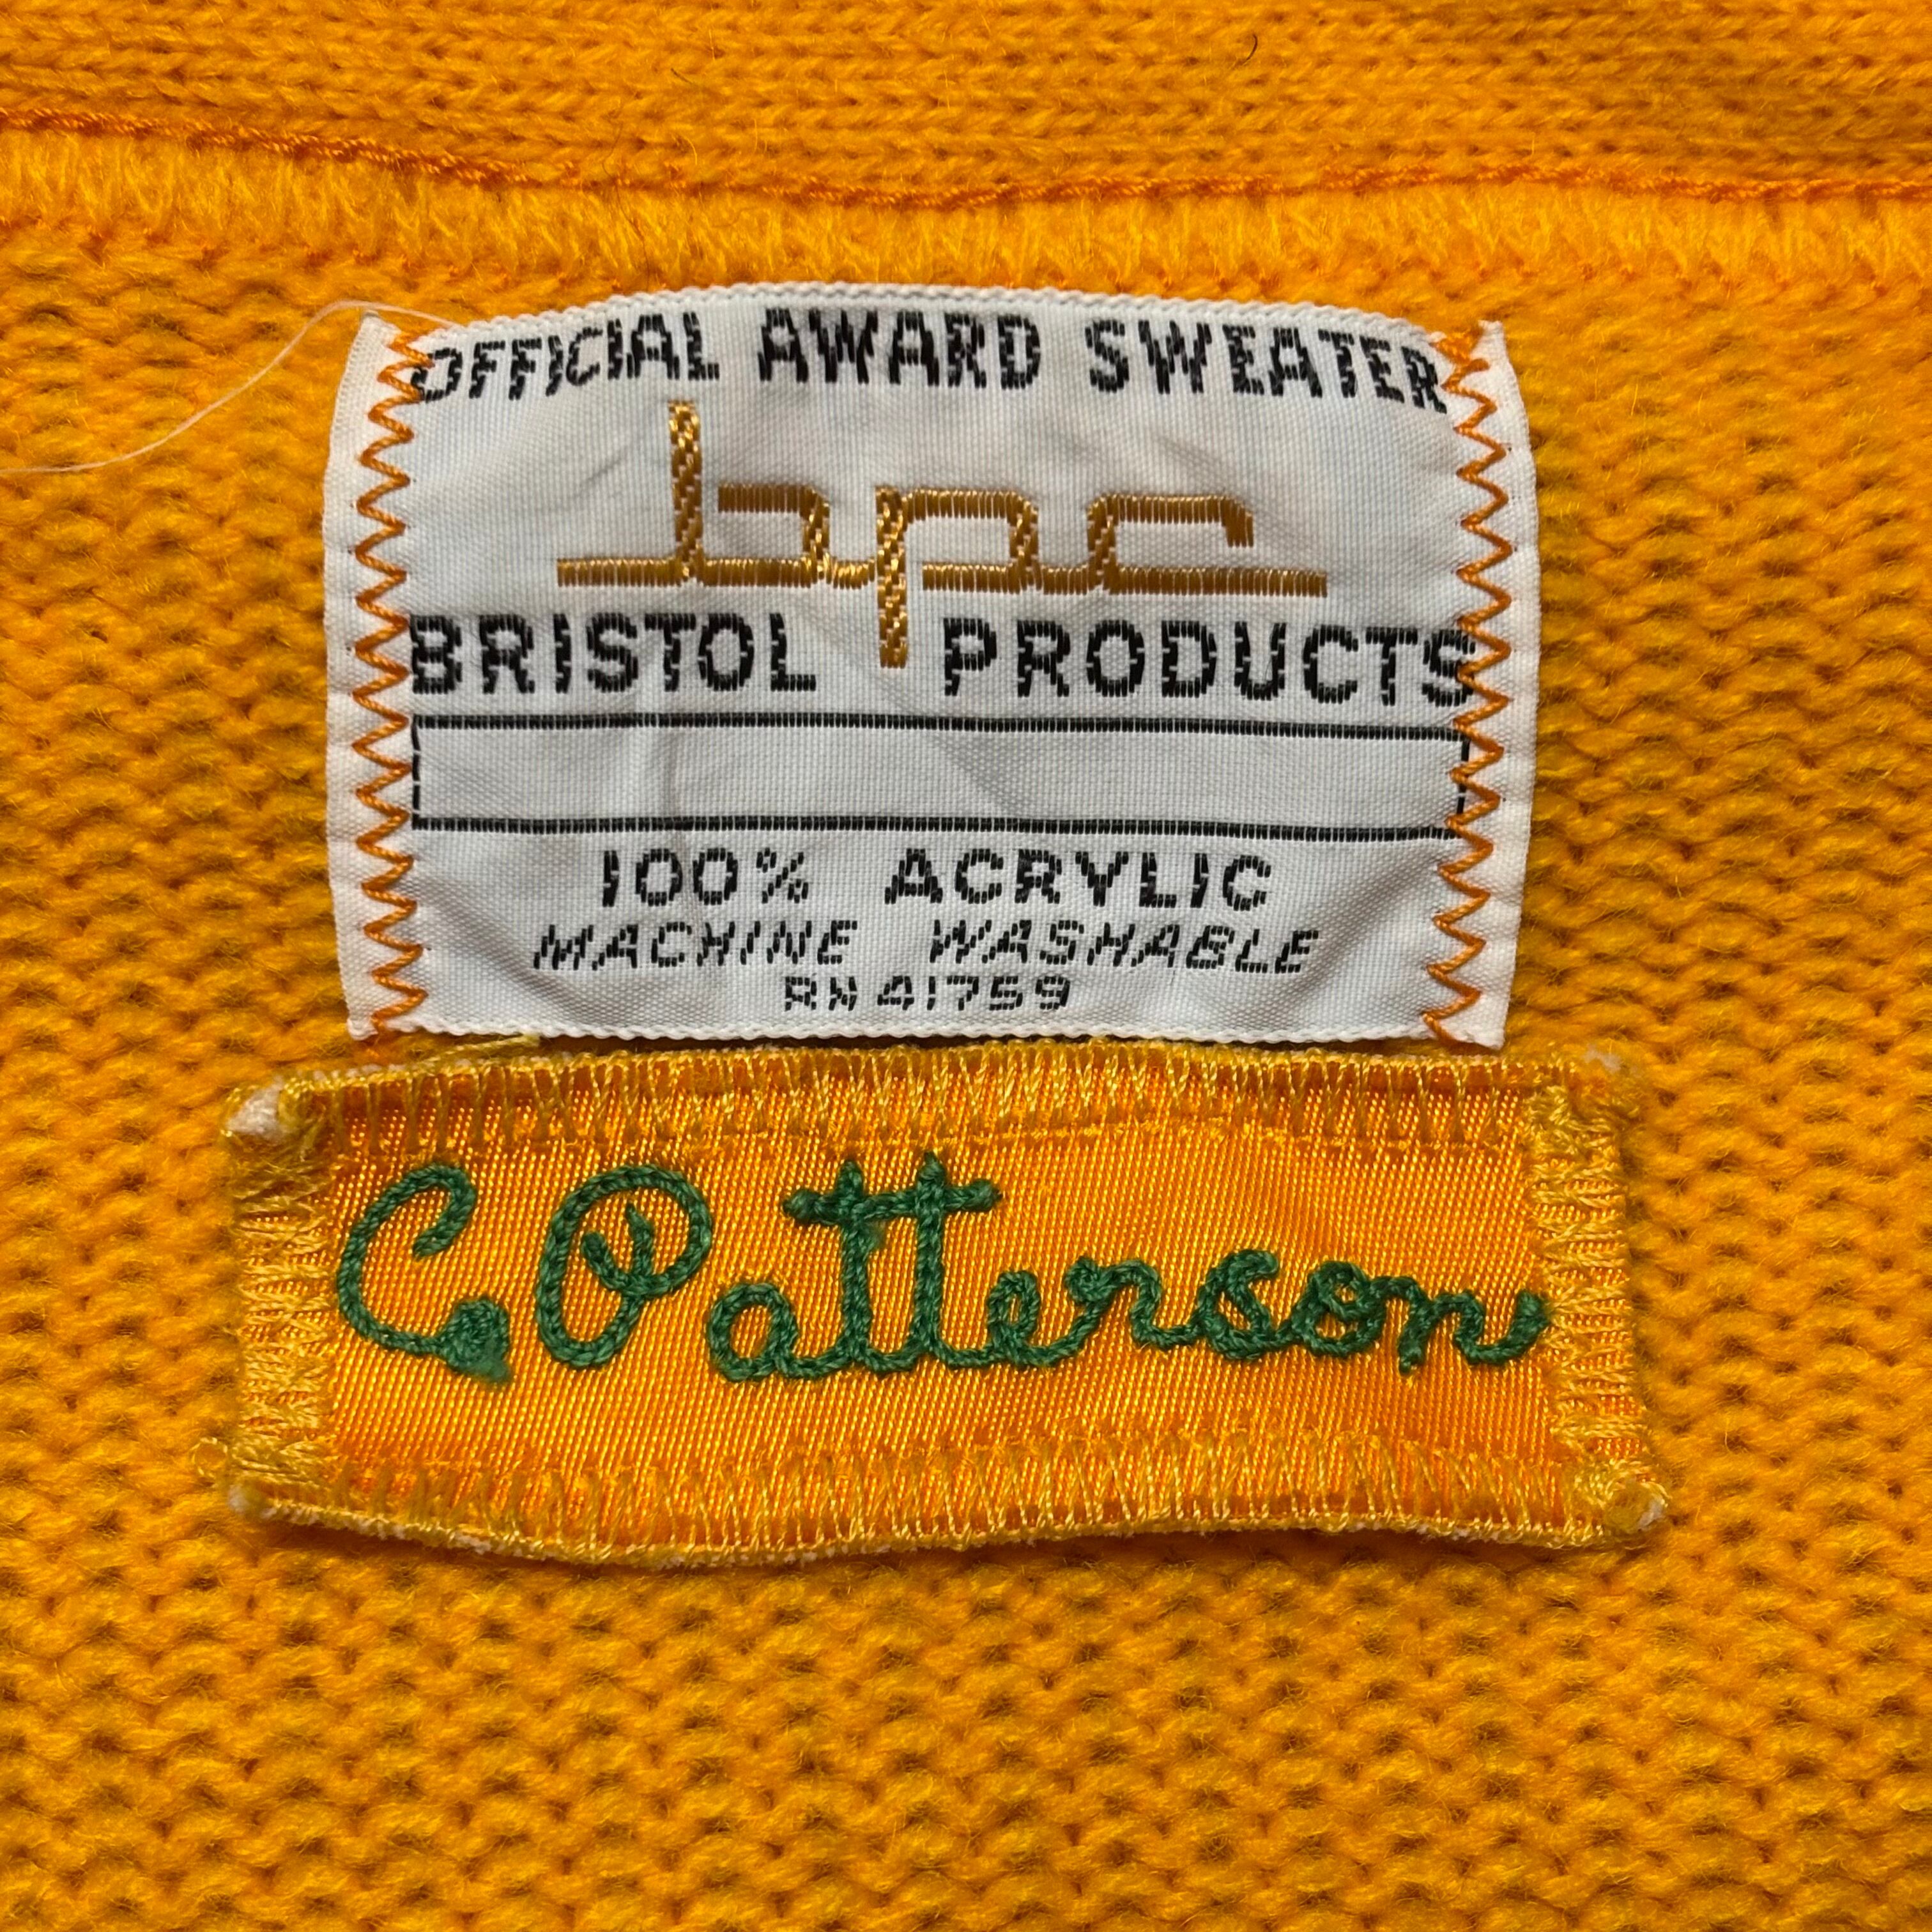 OFFICIAL AWARD SWEATER
bpc
BRISTOL PRODUCTS
100% ACRYLIC
MACHINE WASHABLE
RN 41759
C Patterson